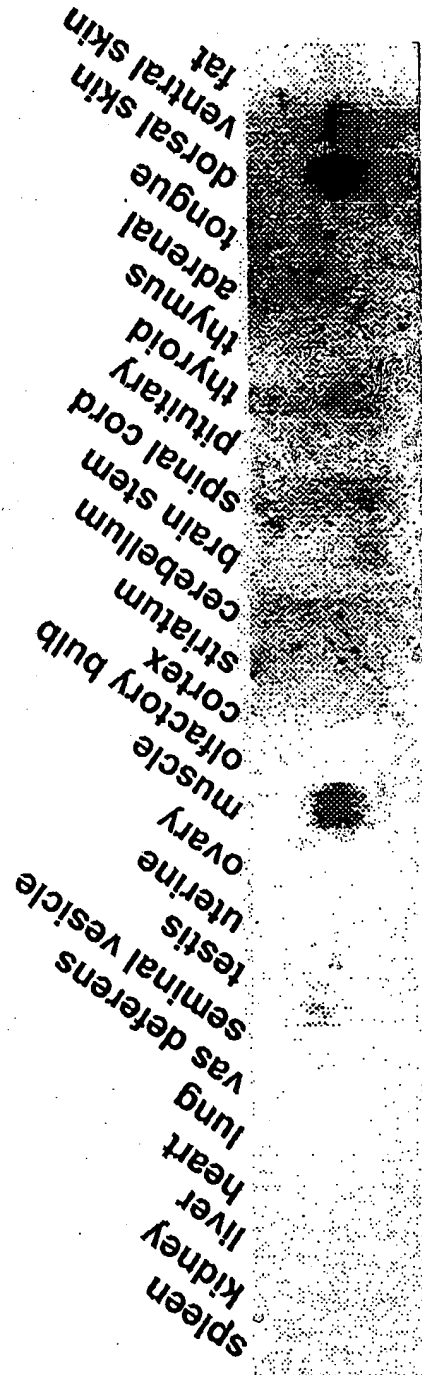 fat
ventral skin
dorsal skin
tongue
adrenal
thymus
thyroid
pituitary
spinal cord
brain stem
cerebellum
striatum
cortex
olfactory bulb
muscle
ovary
uterine
testis
seminal vesicle
vas deferens
lung
heart
liver
kidney
spleen